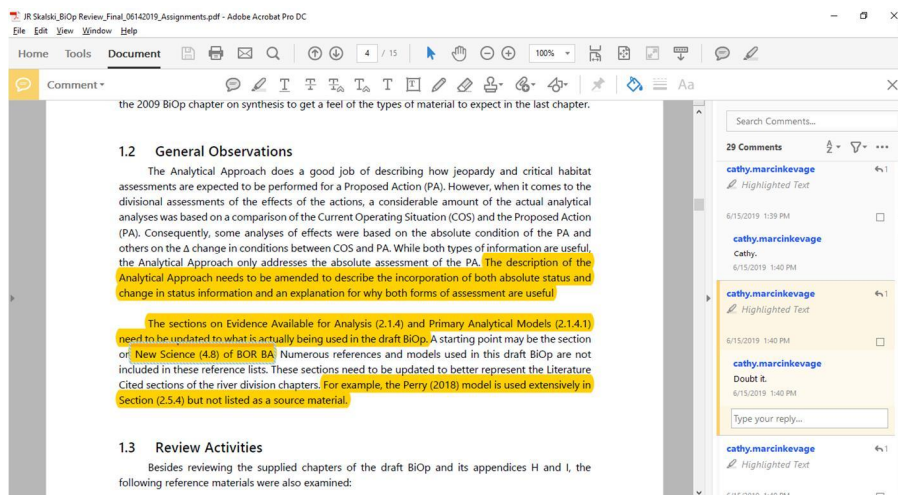 JR Skalski_BiOp Review_Final_06142019_Assignments.pdf - Adobe Acrobat Pro DC
File Edit View Window Help
Home Tools Document 4 / 15 100%
Comment Aa
the 2009 BiOp chapter on synthesis to get a feel of the types of material to expect in the last chapter.
1.2 General Observations
The Analytical Approach does a good job of describing how jeopardy and critical habitat
assessments are expected to be performed for a Proposed Action (PA). However, when it comes to the
divisional assessments of the effects of the actions, a considerable amount of the actual analytical
analyses was based on a comparison of the Current Operating Situation (COS) and the Proposed Action
(PA). Consequently, some analyses of effects were based on the absolute condition of the PA and
others on the Δ change in conditions between COS and PA. While both types of information are useful,
the Analytical Approach only addresses the absolute assessment of the PA. The description of the
Analytical Approach needs to be amended to describe the incorporation of both absolute status and
change in status information and an explanation for why both forms of assessment are useful
The sections on Evidence Available for Analysis (2.1.4) and Primary Analytical Models (2.1.4.1)
need to be updated to what is actually being used in the draft BiOp. A starting point may be the section
or New Science (4.8) of BOR BA. Numerous references and models used in this draft BiOp are not
included in these reference lists. These sections need to be updated to better represent the Literature
Cited sections of the river division chapters. For example, the Perry (2018) model is used extensively in
Section (2.5.4) but not listed as a source material.
1.3 Review Activities
Besides reviewing the supplied chapters of the draft BiOp and its appendices H and I, the
following reference materials were also examined:
Search Comments...
29 Comments
cathy.marcinkevage 1
Highlighted Text
6/15/2019 1:39 PM
cathy.marcinkevage
Cathy.
6/15/2019 1:40 PM
cathy.marcinkevage 1
Highlighted Text
6/15/2019 1:40 PM
cathy.marcinkevage
Doubt it.
6/15/2019 1:40 PM
Type your reply...
cathy.marcinkevage 1
Highlighted Text